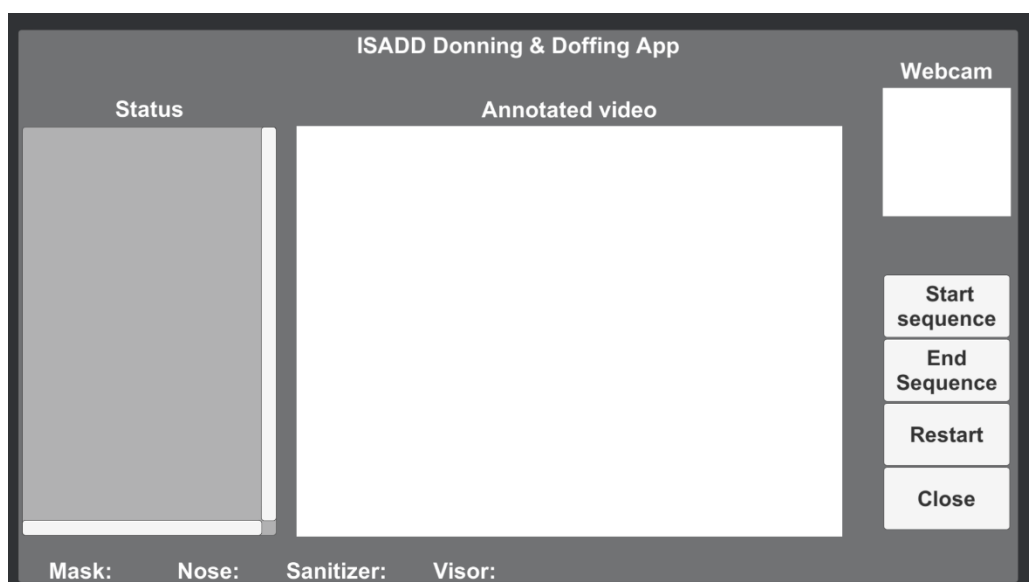 ISADD Donning & Doffing App
Webcam
Status
Annotated video
Start
sequence
End
Sequence
Restart
Close
Mask: Nose: Sanitizer: Visor: